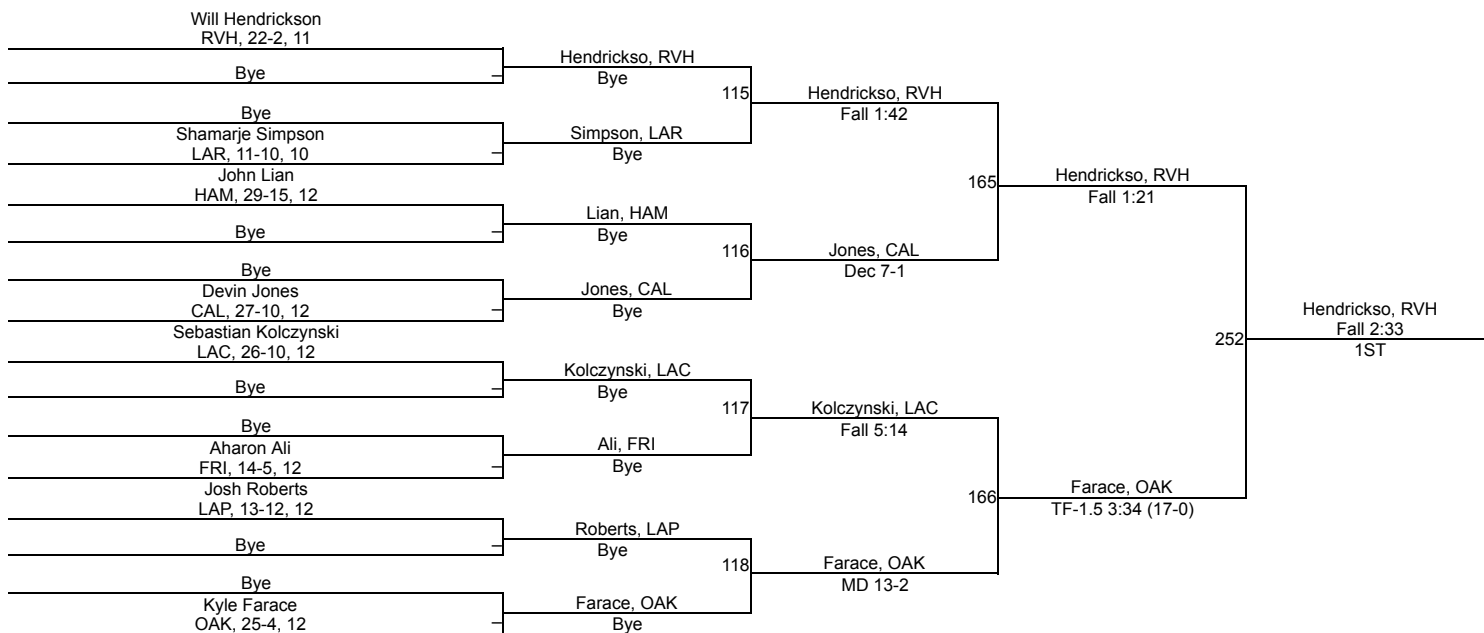 Will Hendrickson
RVH, 22-2, 11
Bye
Bye
Shamarje Simpson
LAR, 11-10, 10
John Lian
HAM, 29-15, 12
Bye
Bye
Devin Jones
CAL, 27-10, 12
Sebastian Kolczynski
LAC, 26-10, 12
Bye
Bye
Aharon Ali
FRI, 14-5, 12
Josh Roberts
LAP, 13-12, 12
Bye
Bye
Kyle Farace
OAK, 25-4, 12
Hendrickso, RVH
Bye
115
Simpson, LAR
Bye
Lian, HAM
Bye
116
Jones, CAL
Bye
Kolczynski, LAC
Bye
117
Ali, FRI
Bye
Roberts, LAP
Bye
118
Farace, OAK
Bye
Hendrickso, RVH
Fall 1:42
165
Jones, CAL
Dec 7-1
Kolczynski, LAC
Fall 5:14
166
Farace, OAK
MD 13-2
Hendrickso, RVH
Fall 1:21
252
Farace, OAK
TF-1.5 3:34 (17-0)
Hendrickso, RVH
Fall 2:33
1ST